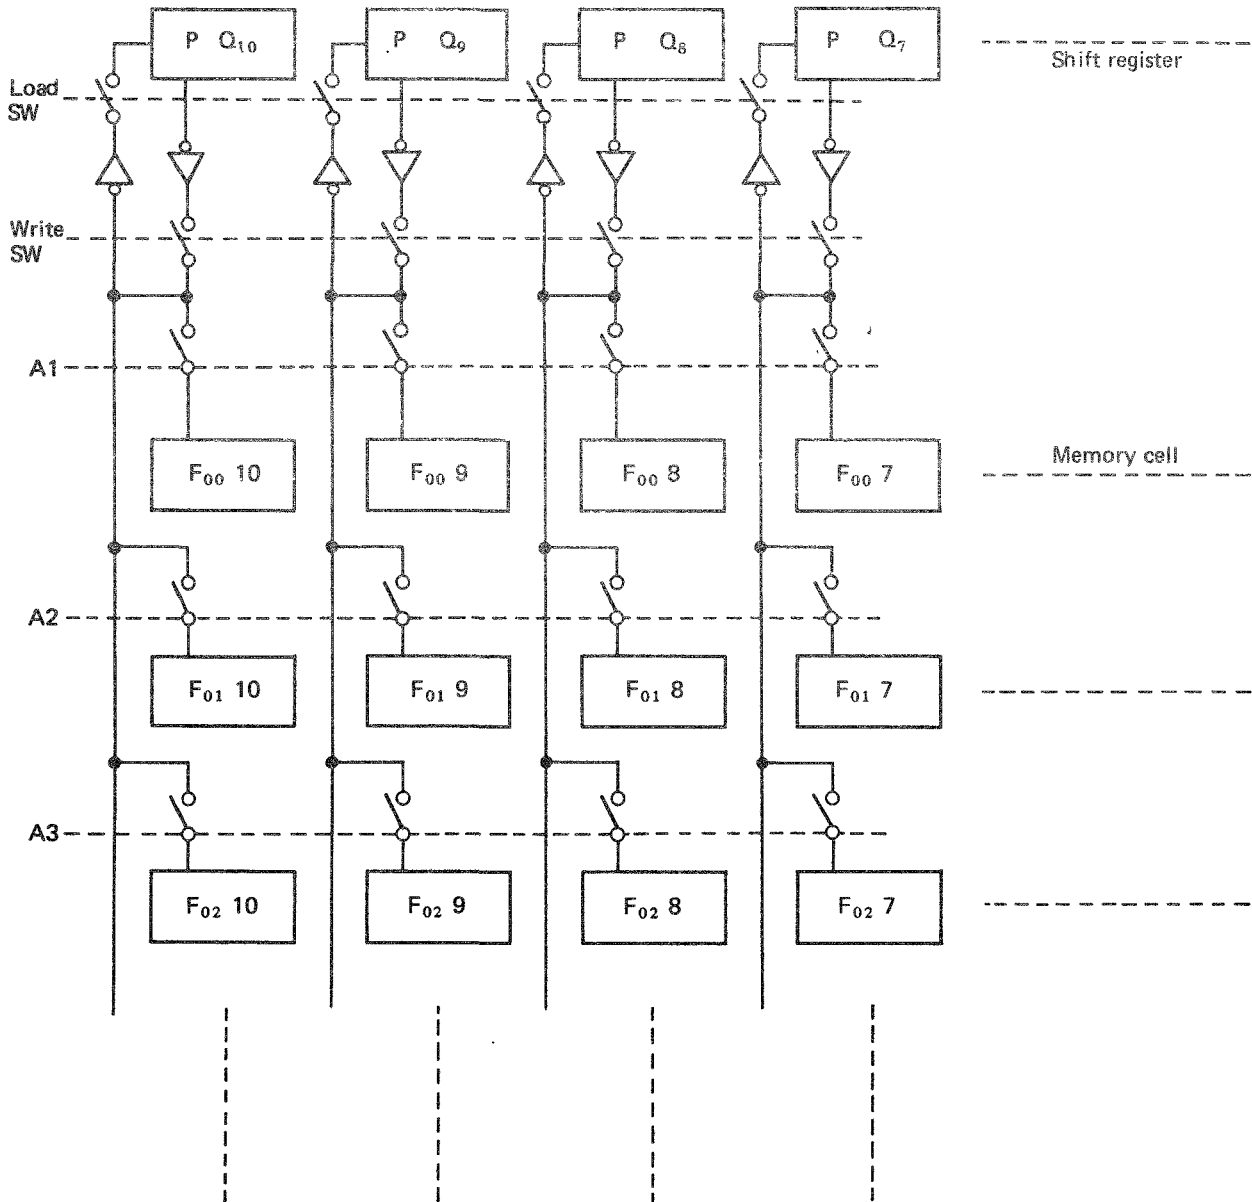 P Q₁₀ P Q₉ P Q₈ P Q₇
Shift register
Load
SW
Write
SW
A1
F₀₀ 10 F₀₀ 9 F₀₀ 8 F₀₀ 7
Memory cell
A2
F₀₁ 10 F₀₁ 9 F₀₁ 8 F₀₁ 7
A3
F₀₂ 10 F₀₂ 9 F₀₂ 8 F₀₂ 7